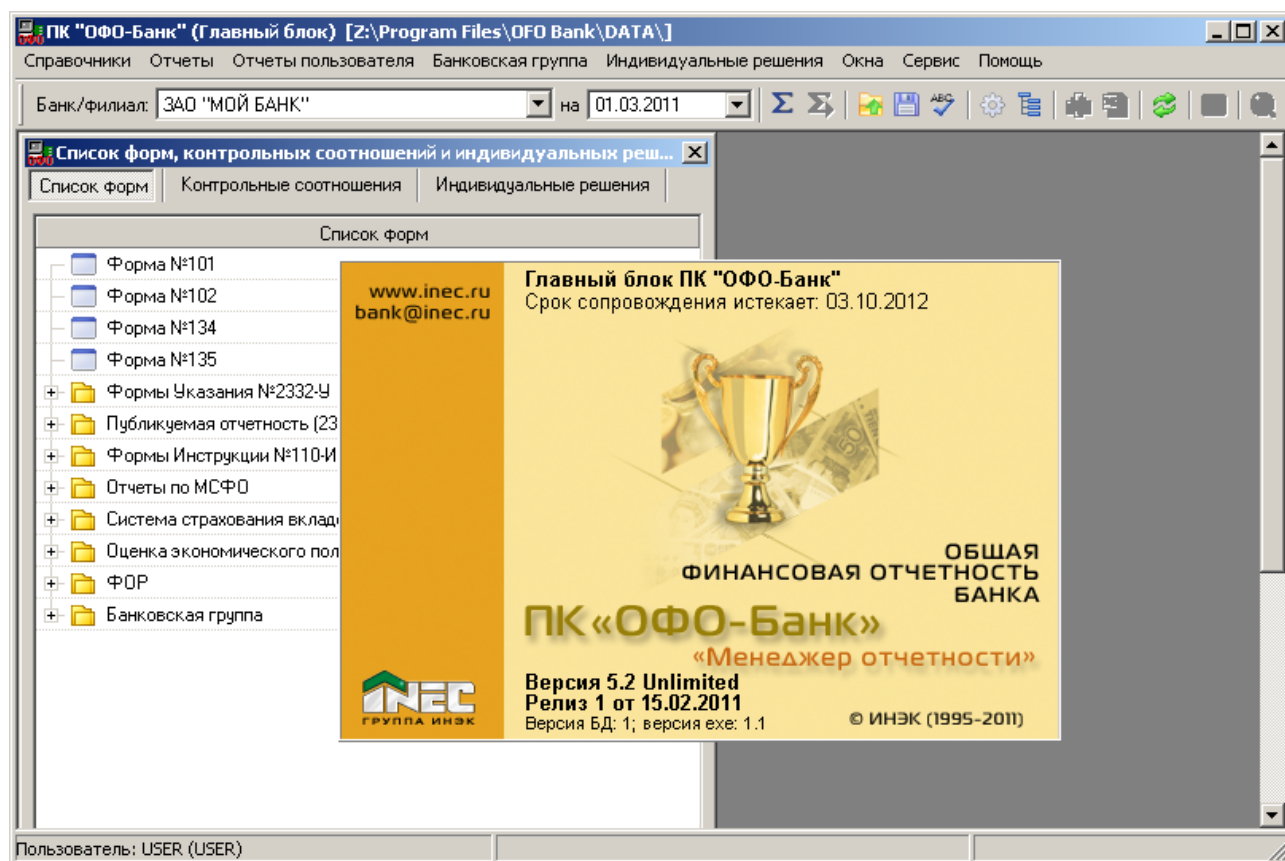 ПК "ОФО-Банк" (Главный блок) [Z:\Program Files\OFO Bank\DATA\]
Справочники Отчеты Отчеты пользователя Банковская группа Индивидуальные решения Окна Сервис Помощь
Банк/филиал: ЗАО "МОЙ БАНК" на 01.03.2011
Список форм, контрольных соотношений и индивидуальных реш...
Список форм Контрольные соотношения Индивидуальные решения
Список форм
Форма №101
Форма №102
Форма №134
Форма №135
Формы Указания №2332-У
Публикуемая отчетность (23
Формы Инструкции №110-И
Отчеты по МСФО
Система страхования вклад
Оценка экономического пол
ФОР
Банковская группа
www.inec.ru
bank@inec.ru
Главный блок ПК "ОФО-Банк"
Срок сопровождения истекает: 03.10.2012
ОБЩАЯ
ФИНАНСОВАЯ ОТЧЕТНОСТЬ
БАНКА
ПК«ОФО-Банк»
«Менеджер отчетности»
Версия 5.2 Unlimited
Релиз 1 от 15.02.2011
Версия БД: 1; версия exe: 1.1
© ИНЭК (1995-2011)
INEC
ГРУППА ИНЭК
Пользователь: USER (USER)